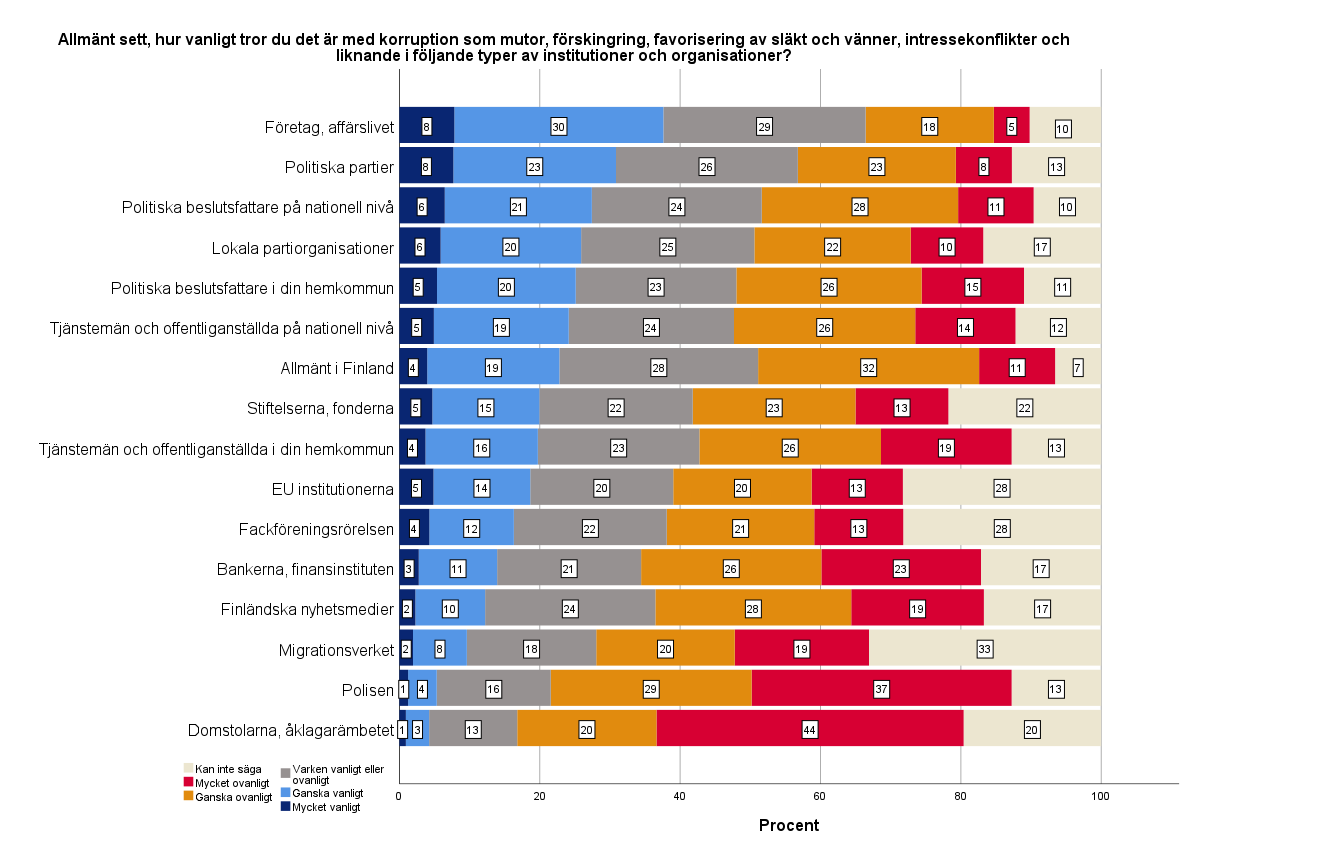 Allmänt sett, hur vanligt tror du det är med korruption som mutor, förskingring, favorisering av släkt och vänner, intressekonflikter och
liknande i följande typer av institutioner och organisationer?
Företag, affärslivet 8 30 29 18 5 10
Politiska partier 8 23 26 23 8 13
Politiska beslutsfattare på nationell nivå 6 21 24 28 11 10
Lokala partiorganisationer 6 20 25 22 10 17
Politiska beslutsfattare i din hemkommun 5 20 23 26 15 11
Tjänstemän och offentliganställda på nationell nivå 5 19 24 26 14 12
Allmänt i Finland 4 19 28 32 11 7
Stiftelserna, fonderna 5 15 22 23 13 22
Tjänstemän och offentliganställda i din hemkommun 4 16 23 26 19 13
EU institutionerna 5 14 20 20 13 28
Fackföreningsrörelsen 4 12 22 21 13 28
Bankerna, finansinstituten 3 11 21 26 23 17
Finländska nyhetsmedier 2 10 24 28 19 17
Migrationsverket 2 8 18 20 19 33
Polisen 1 4 16 29 37 13
Domstolarna, åklagarämbetet 1 3 13 20 44 20
Kan inte säga
Mycket ovanligt
Ganska ovanligt
Varken vanligt eller
ovanligt
Ganska vanligt
Mycket vanligt
0 20 40 60 80 100
Procent